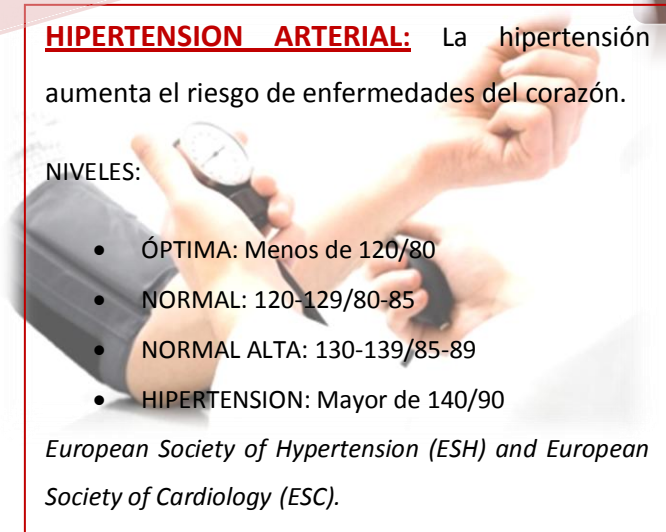 HIPERTENSION ARTERIAL: La hipertensión
aumenta el riesgo de enfermedades del corazón.
NIVELES:
• ÓPTIMA: Menos de 120/80
• NORMAL: 120-129/80-85
• NORMAL ALTA: 130-139/85-89
• HIPERTENSION: Mayor de 140/90
European Society of Hypertension (ESH) and European
Society of Cardiology (ESC).